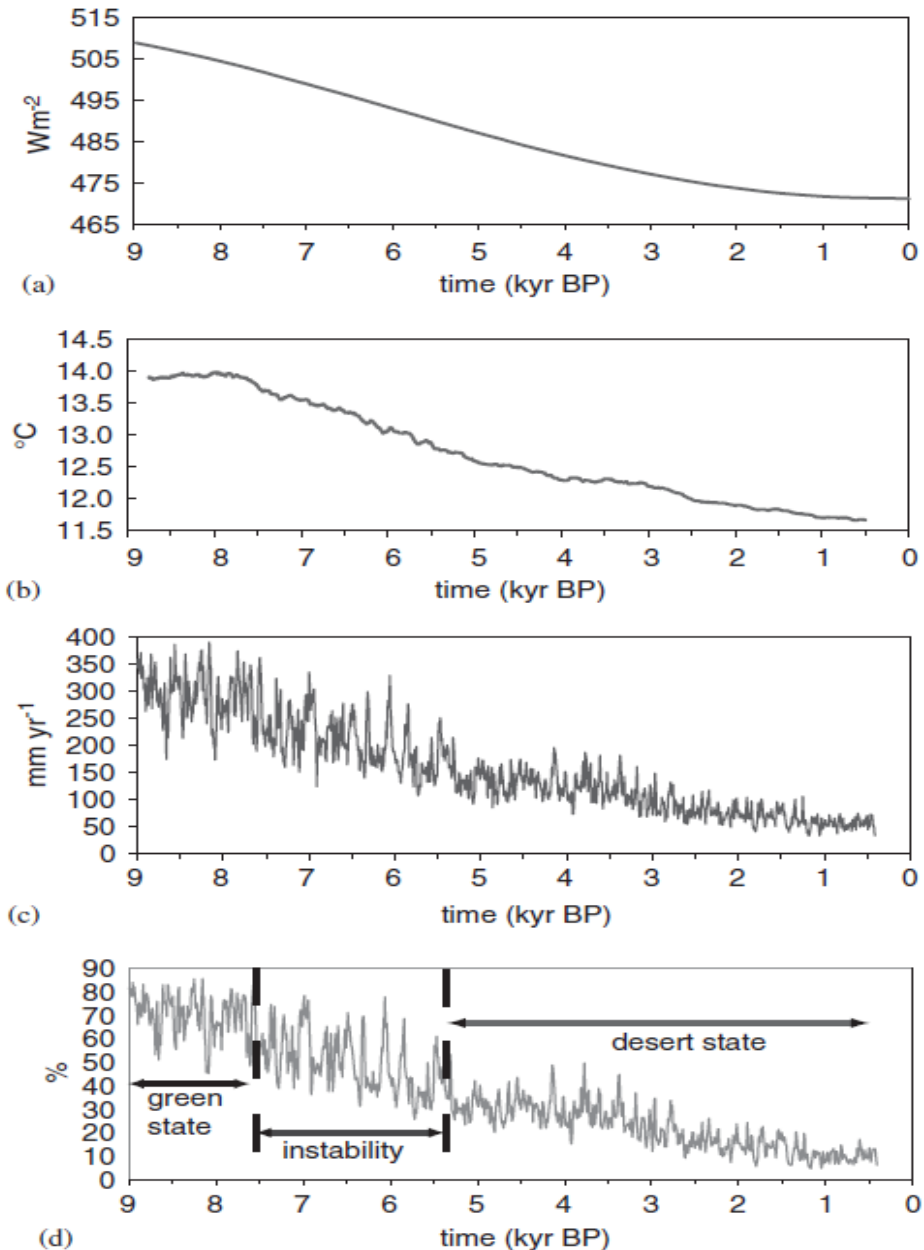 515
505
495
485
475
465
Wm-2
9 8 7 6 5 4 3 2 1 0
time (kyr BP)
(a)
14.5
14.0
13.5
13.0
12.5
12.0
11.5
°C
9 8 7 6 5 4 3 2 1 0
time (kyr BP)
(b)
400
350
300
250
200
150
100
50
0
mm yr-1
9 8 7 6 5 4 3 2 1 0
time (kyr BP)
(c)
90
80
70
60
50
40
30
20
10
0
%
desert state
green
state
instability
9 8 7 6 5 4 3 2 1 0
time (kyr BP)
(d)